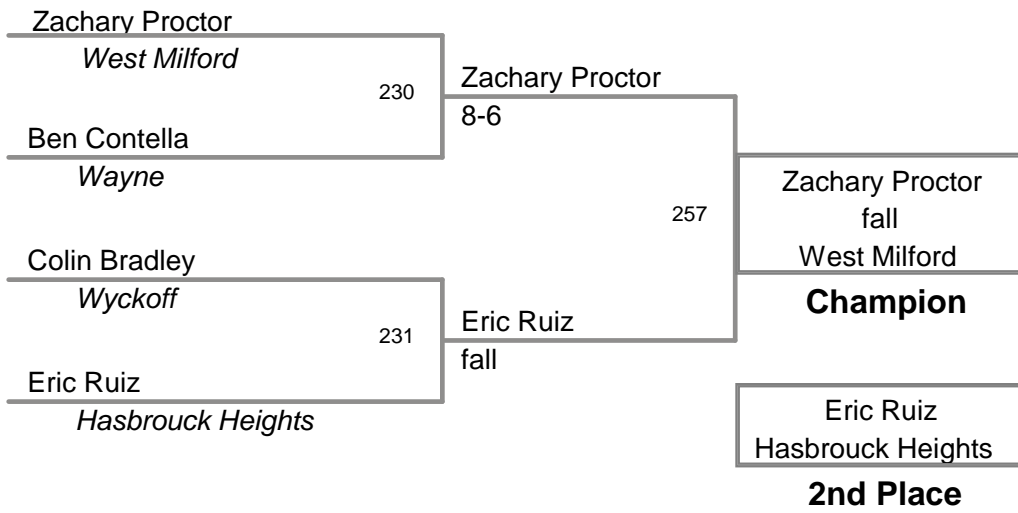 Zachary Proctor
West Milford
230
Zachary Proctor
8-6
Ben Contella
Wayne
257
Zachary Proctor
fall
West Milford
Champion
Colin Bradley
Wyckoff
231
Eric Ruiz
fall
Eric Ruiz
Hasbrouck Heights
Eric Ruiz
Hasbrouck Heights
2nd Place